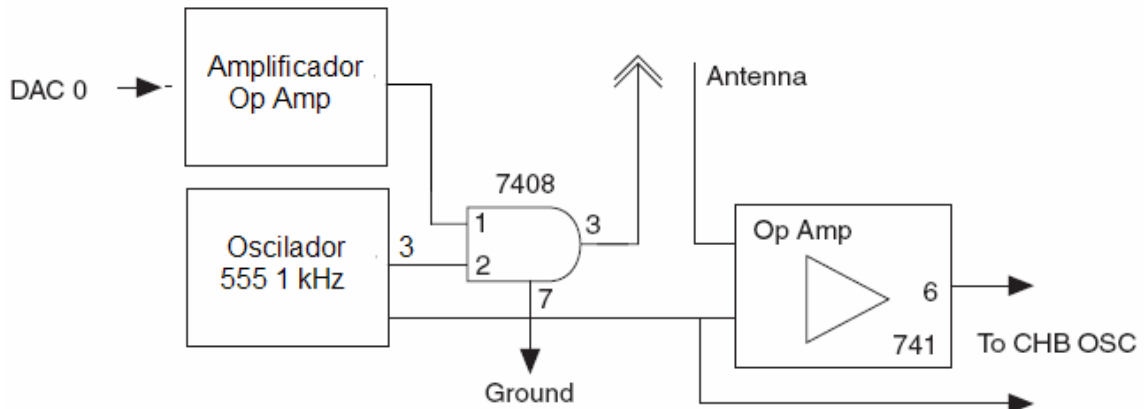 DAC 0
Amplificador
Op Amp
Antenna
7408
1
2
3
7
Oscilador
555 1 kHz
3
Ground
Op Amp
6
741
To CHB OSC